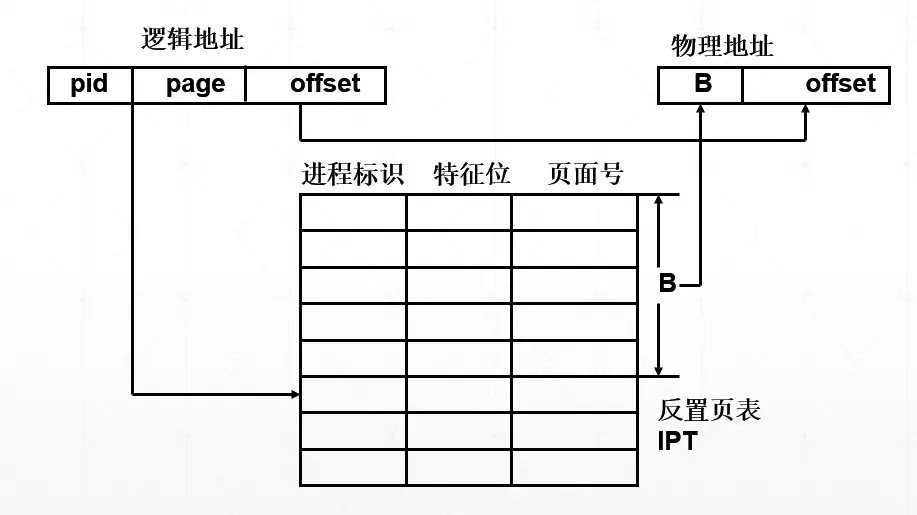 逻辑地址
物理地址
pid page offset
B offset
进程标识 特征位 页面号
B
反置页表
IPT